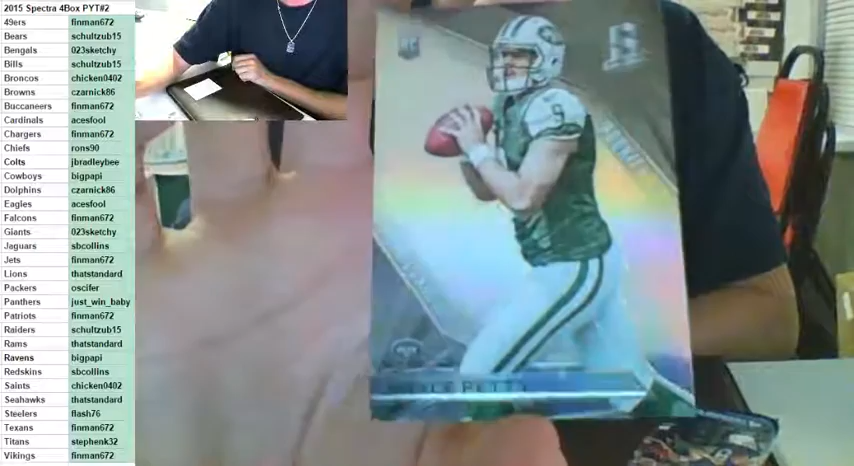 2015 Spectra 4Box PYT#2
49ers finman672
Bears schultzub15
Bengals 023sketchy
Bills schultzub15
Broncos chicken0402
Browns czarnick86
Buccaneers finman672
Cardinals acesfool
Chargers finman672
Chiefs rons90
Colts jbradleybee
Cowboys bigpapi
Dolphins czarnick86
Eagles acesfool
Falcons finman672
Giants 023sketchy
Jaguars sbcollins
Jets finman672
Lions thatstandard
Packers oscifer
Panthers just_win_baby
Patriots finman672
Raiders schultzub15
Rams thatstandard
Ravens bigpapi
Redskins sbcollins
Saints chicken0402
Seahawks thatstandard
Steelers flash76
Texans finman672
Titans stephenk32
Vikings finman672
9
PETTY